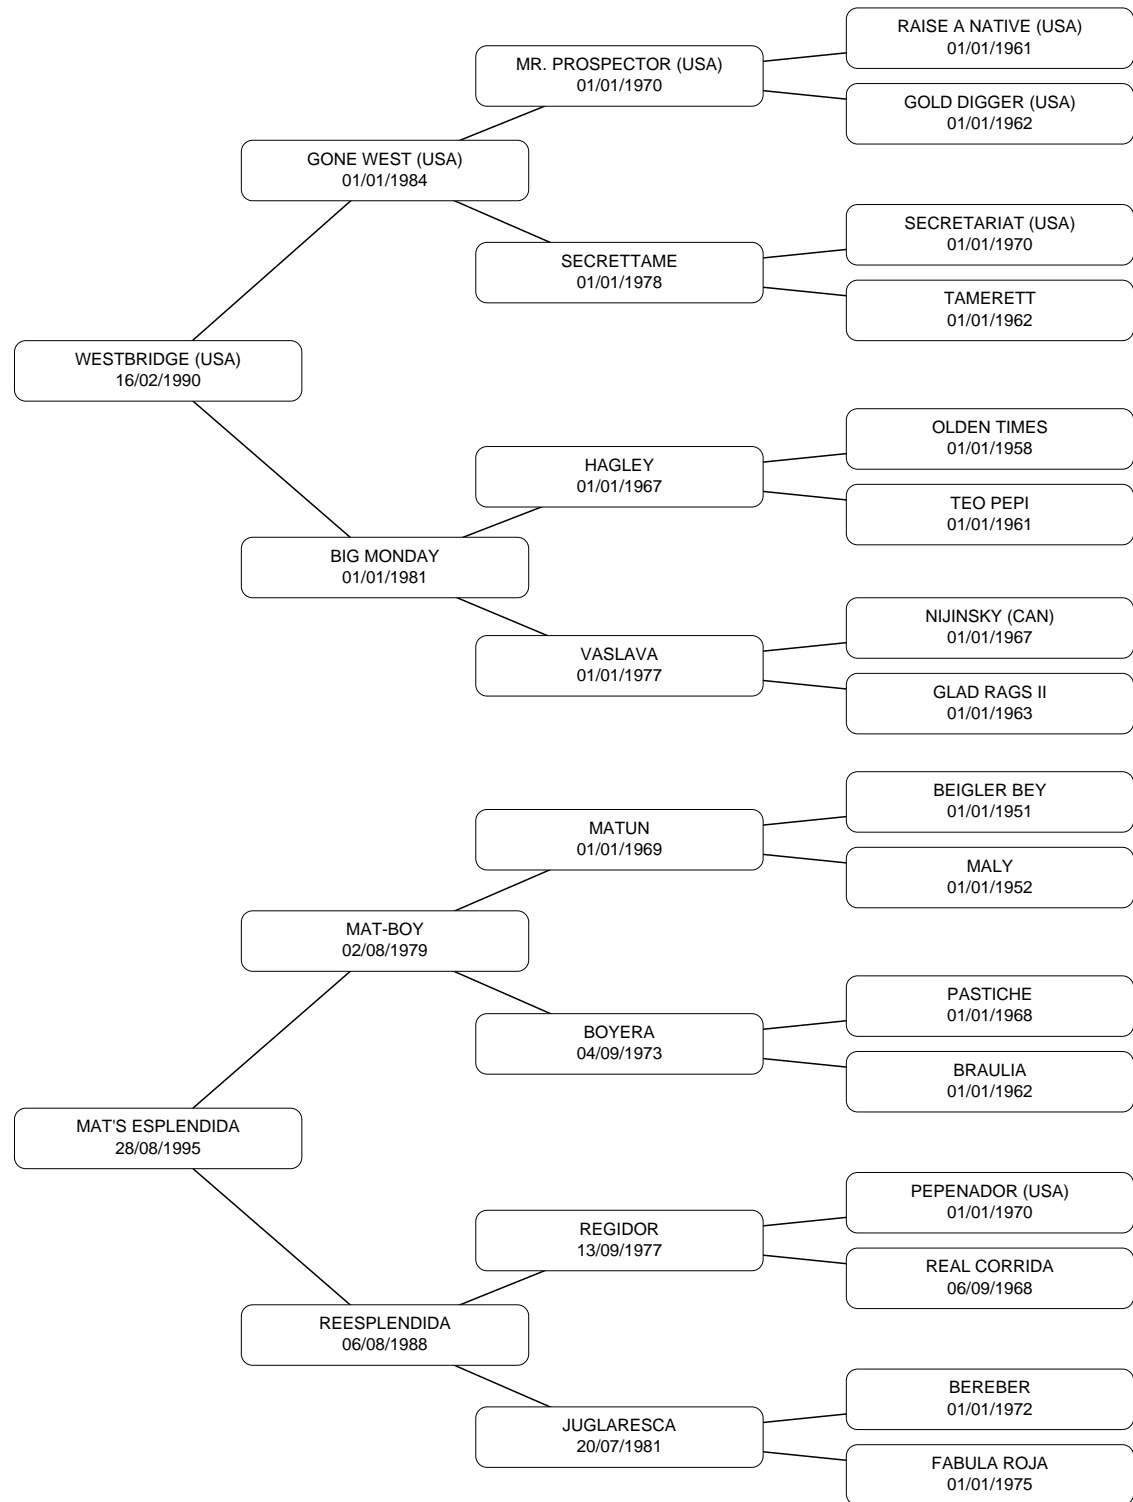 RAISE A NATIVE (USA)
01/01/1961
MR. PROSPECTOR (USA)
01/01/1970
GOLD DIGGER (USA)
01/01/1962
GONE WEST (USA)
01/01/1984
SECRETARIAT (USA)
01/01/1970
SECRETTAME
01/01/1978
TAMERETT
01/01/1962
WESTBRIDGE (USA)
16/02/1990
OLDEN TIMES
01/01/1958
HAGLEY
01/01/1967
TEO PEPI
01/01/1961
BIG MONDAY
01/01/1981
NIJINSKY (CAN)
01/01/1967
VASLAVA
01/01/1977
GLAD RAGS II
01/01/1963
BEIGLER BEY
01/01/1951
MATUN
01/01/1969
MALY
01/01/1952
MAT-BOY
02/08/1979
PASTICHE
01/01/1968
BOYERA
04/09/1973
BRAULIA
01/01/1962
MAT'S ESPLENDIDA
28/08/1995
PEPENADOR (USA)
01/01/1970
REGIDOR
13/09/1977
REAL CORRIDA
06/09/1968
REESPLENDIDA
06/08/1988
BEREBER
01/01/1972
JUGLARESCA
20/07/1981
FABULA ROJA
01/01/1975